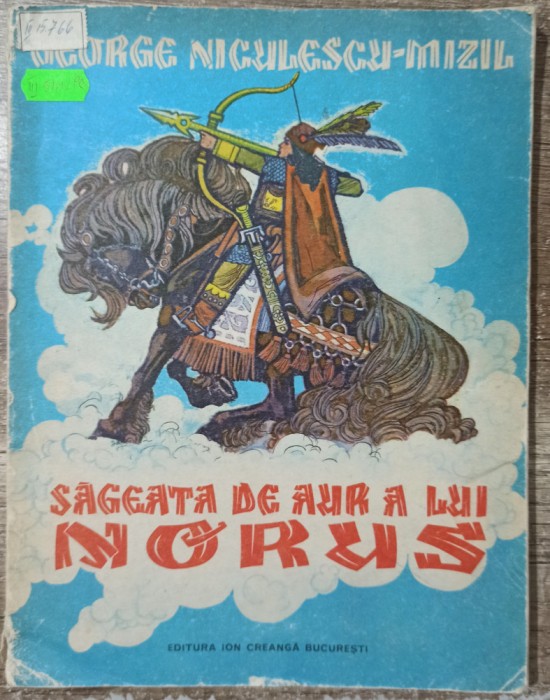 GEORGE NICULESCU-MIZIL
SĂGEATA DE AUR A LUI
NORUS
EDITURA ION CREANGĂ BUCUREȘTI